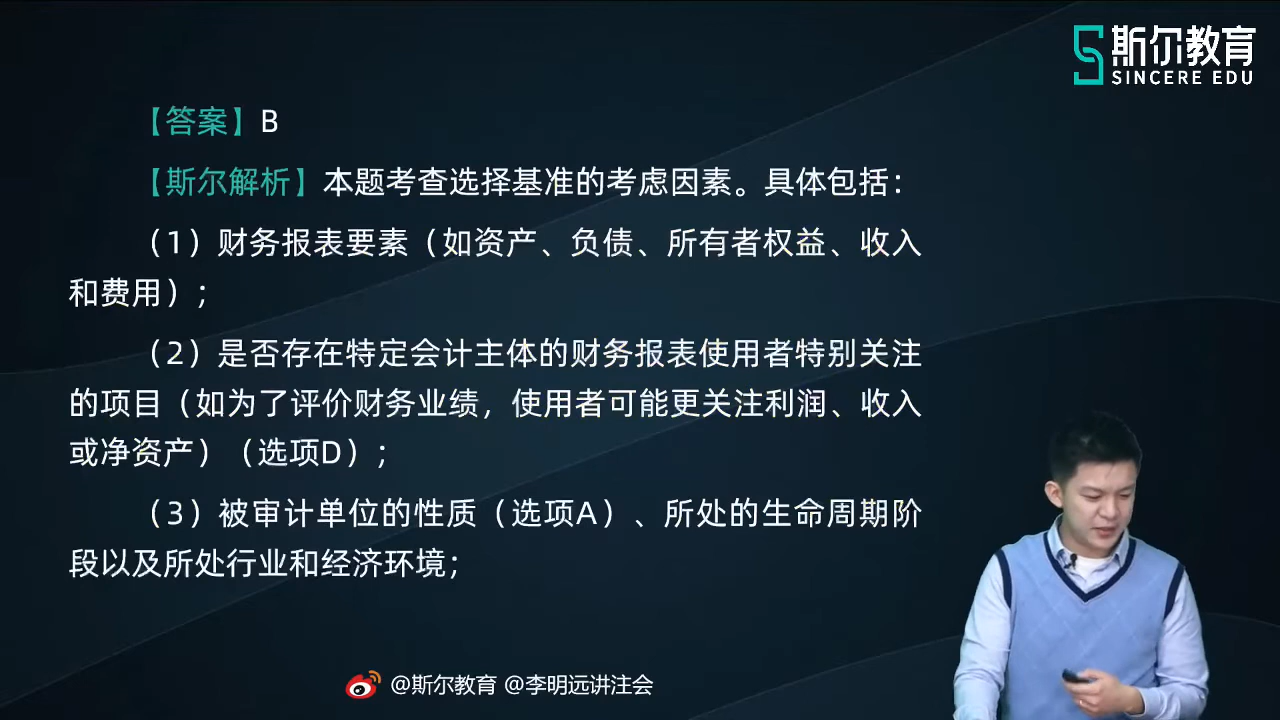 斯尔教育
SINCERE EDU
【答案】B
【斯尔解析】本题考查选择基准的考虑因素。具体包括：
（1）财务报表要素（如资产、负债、所有者权益、收入
和费用）；
（2）是否存在特定会计主体的财务报表使用者特别关注
的项目（如为了评价财务业绩，使用者可能更关注利润、收入
或净资产）（选项D）；
（3）被审计单位的性质（选项A）、所处的生命周期阶
段以及所处行业和经济环境；
@斯尔教育 @李明远讲注会